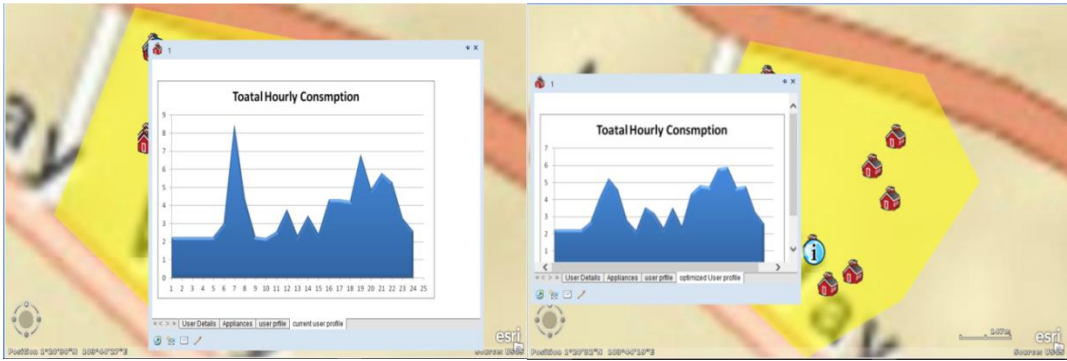 1
Toatal Hourly Consmption
9
8
7
6
5
4
3
2
1
0
1 2 3 4 5 6 7 8 9 10 11 12 13 14 15 16 17 18 19 20 21 22 23 24 25
User Details Appliances user prfile current user profile
esri
1
Toatal Hourly Consmption
7
6
5
4
3
2
1
User Details Appliances user prfile optimized User profile
esri